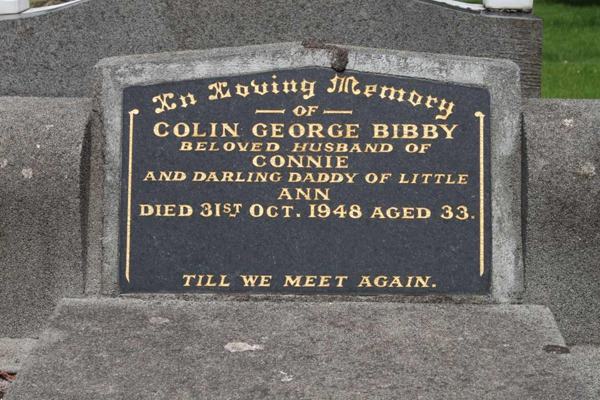 In Loving Memory
— OF —
COLIN GEORGE BIBBY
BELOVED HUSBAND OF
CONNIE
AND DARLING DADDY OF LITTLE
ANN
DIED 31ST OCT. 1948 AGED 33.
TILL WE MEET AGAIN.